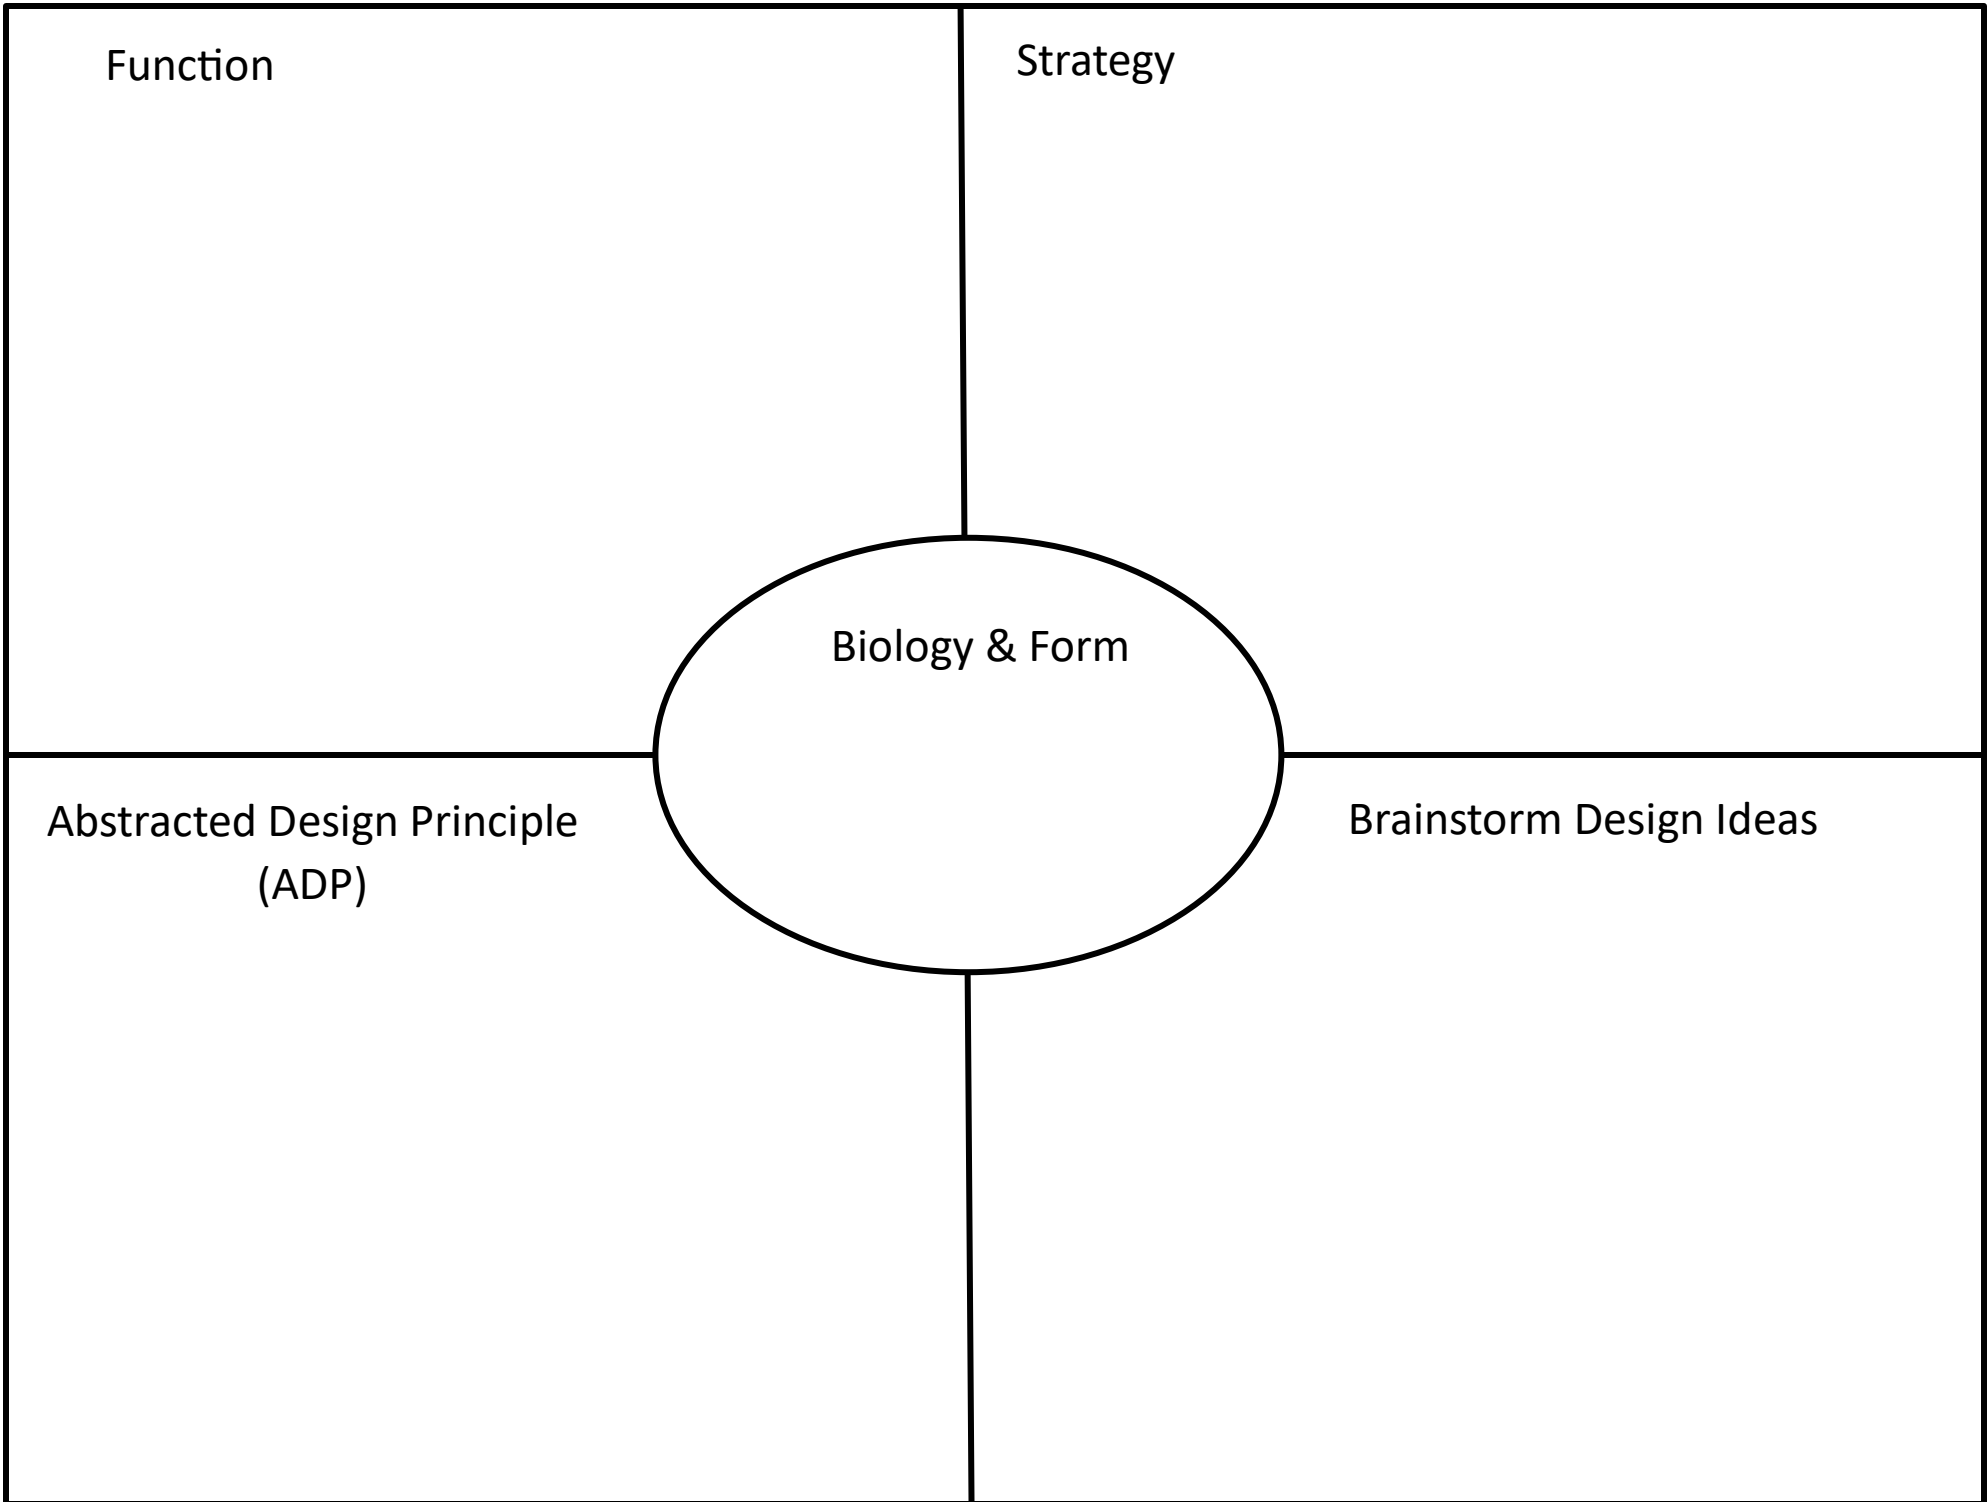 Function
Strategy
Biology & Form
Abstracted Design Principle
(ADP)
Brainstorm Design Ideas